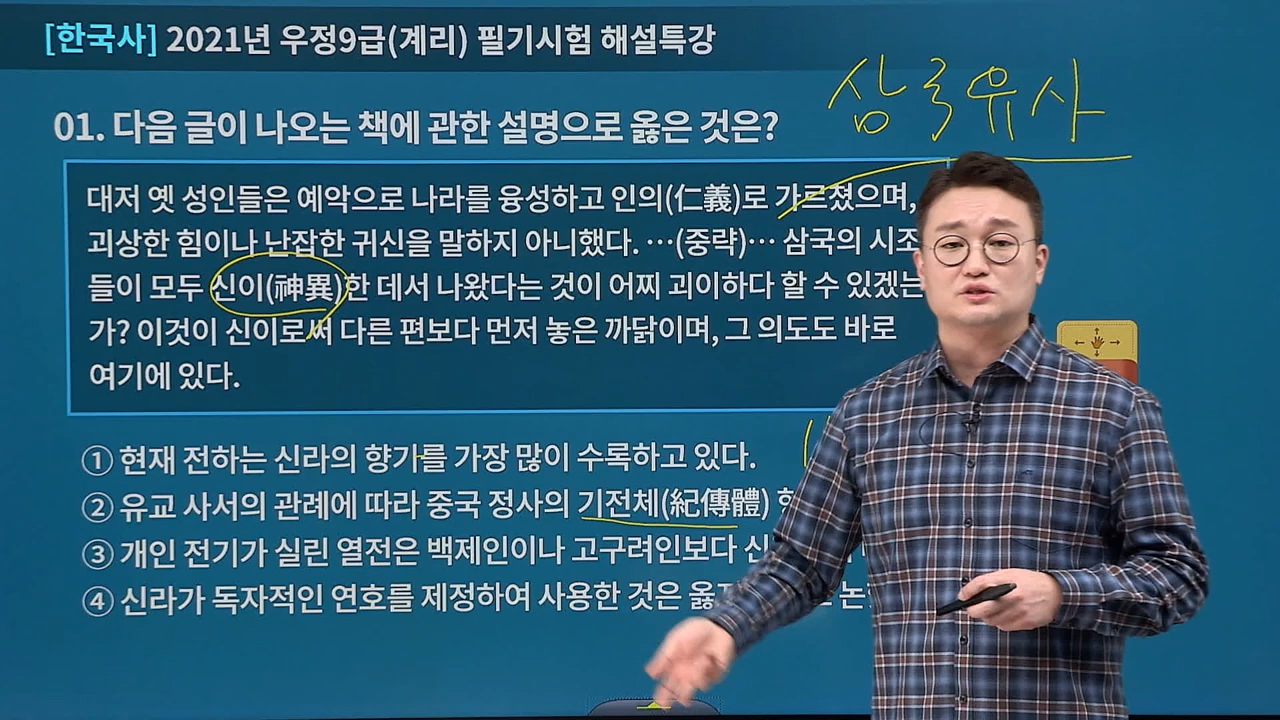 [한국사] 2021년 우정9급(계리) 필기시험 해설특강
삼국유사
01. 다음 글이 나오는 책에 관한 설명으로 옳은 것은?
대저 옛 성인들은 예악으로 나라를 융성하고 인의(仁義)로 가르쳤으며,
괴상한 힘이나 난잡한 귀신을 말하지 아니했다. …(중략)… 삼국의 시조
들이 모두 신이(神異)한 데서 나왔다는 것이 어찌 괴이하다 할 수 있겠는
가? 이것이 신이로써 다른 편보다 먼저 놓은 까닭이며, 그 의도도 바로
여기에 있다.
① 현재 전하는 신라의 향가를 가장 많이 수록하고 있다.
② 유교 사서의 관례에 따라 중국 정사의 기전체(紀傳體)
③ 개인 전기가 실린 열전은 백제인이나 고구려인보다
④ 신라가 독자적인 연호를 제정하여 사용한 것은